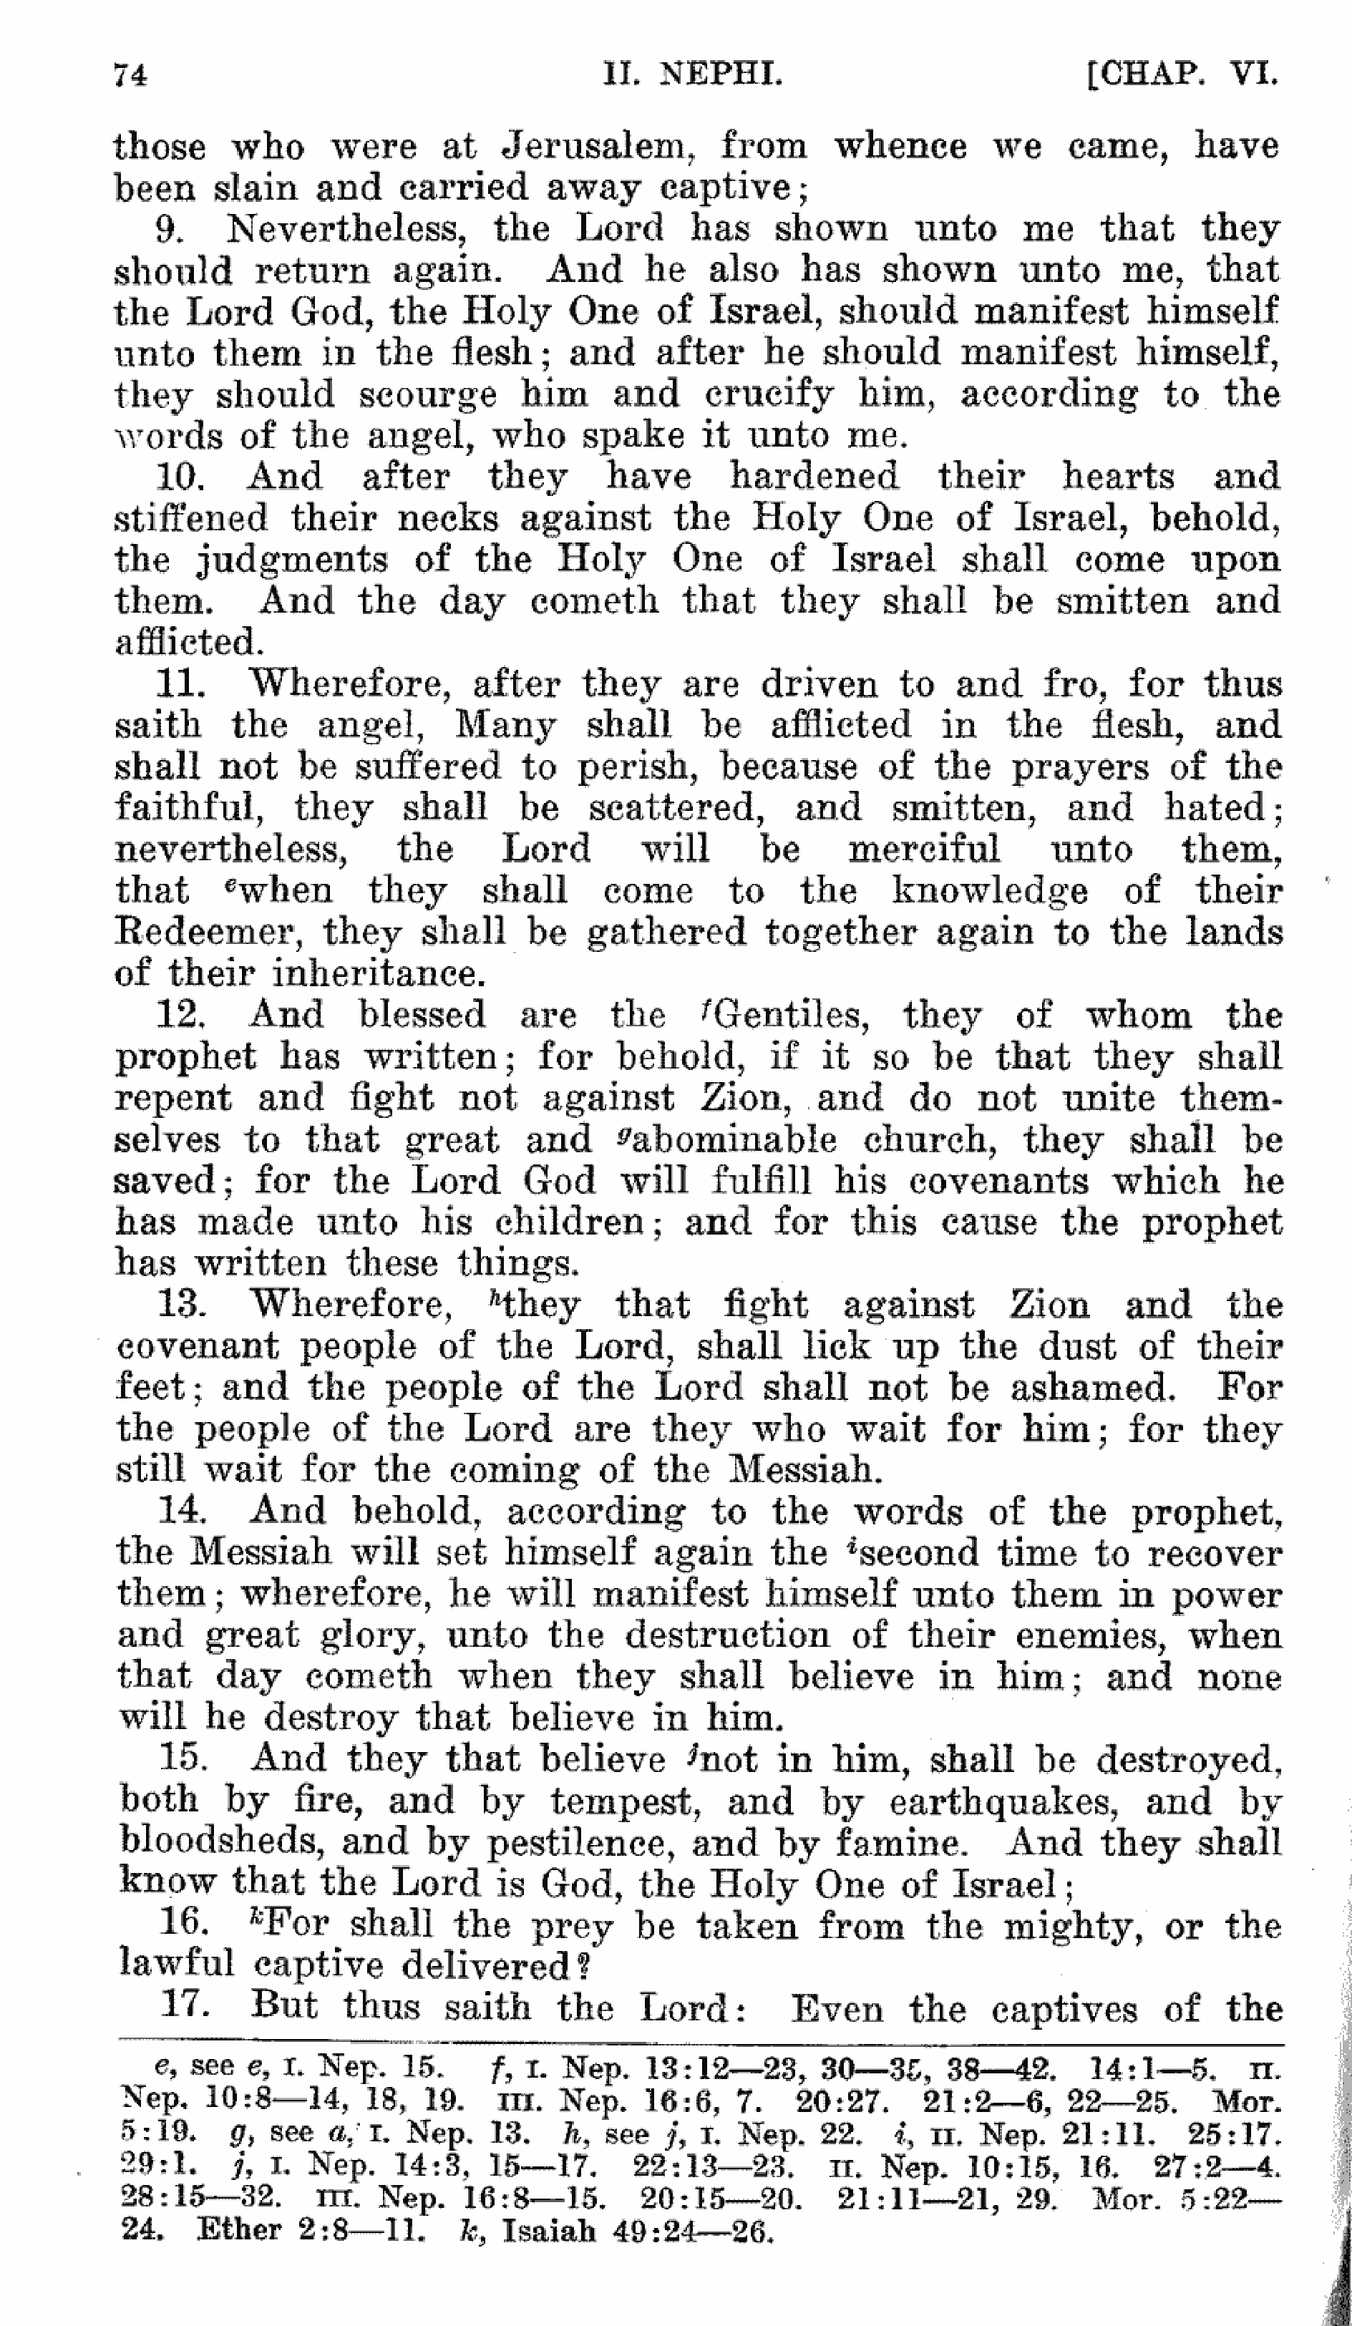 74 II. NEPHI. [CHAP. VI.
those who were at Jerusalem, from whence we came, have
been slain and carried away captive;
9. Nevertheless, the Lord has shown unto me that they
should return again. And he also has shown unto me, that
the Lord God, the Holy One of Israel, should manifest himself
unto them in the flesh; and after he should manifest himself,
they should scourge him and crucify him, according to the
words of the angel, who spake it unto me.
10. And after they have hardened their hearts and
stiffened their necks against the Holy One of Israel, behold,
the judgments of the Holy One of Israel shall come upon
them. And the day cometh that they shall be smitten and
afflicted.
11. Wherefore, after they are driven to and fro, for thus
saith the angel, Many shall be afflicted in the flesh, and
shall not be suffered to perish, because of the prayers of the
faithful, they shall be scattered, and smitten, and hated;
nevertheless, the Lord will be merciful unto them,
that ewhen they shall come to the knowledge of their
Redeemer, they shall be gathered together again to the lands
of their inheritance.
12. And blessed are the fGentiles, they of whom the
prophet has written; for behold, if it so be that they shall
repent and fight not against Zion, and do not unite them-
selves to that great and gabominable church, they shall be
saved; for the Lord God will fulfill his covenants which he
has made unto his children; and for this cause the prophet
has written these things.
13. Wherefore, hthey that fight against Zion and the
covenant people of the Lord, shall lick up the dust of their
feet; and the people of the Lord shall not be ashamed. For
the people of the Lord are they who wait for him; for they
still wait for the coming of the Messiah.
14. And behold, according to the words of the prophet,
the Messiah will set himself again the isecond time to recover
them; wherefore, he will manifest himself unto them in power
and great glory, unto the destruction of their enemies, when
that day cometh when they shall believe in him; and none
will he destroy that believe in him.
15. And they that believe jnot in him, shall be destroyed,
both by fire, and by tempest, and by earthquakes, and by
bloodsheds, and by pestilence, and by famine. And they shall
know that the Lord is God, the Holy One of Israel;
16. kFor shall the prey be taken from the mighty, or the
lawful captive delivered?
17. But thus saith the Lord: Even the captives of the
e, see e, I. Nep. 15. f, I. Nep. 13:12—23, 30—35, 38—42. 14:1—5. II.
Nep. 10:8—14, 18, 19. III. Nep. 16:6, 7. 20:27. 21:2—6, 22—25. Mor.
5:19. g, see a, I. Nep. 13. h, see j, I. Nep. 22. i, II. Nep. 21:11. 25:17.
29:1. j, I. Nep. 14:3, 15—17. 22:13—23. II. Nep. 10:15, 16. 27:2—4.
28:15—32. III. Nep. 16:8—15. 20:15—20. 21:11—21, 29. Mor. 5:22—
24. Ether 2:8—11. k, Isaiah 49:24—26.